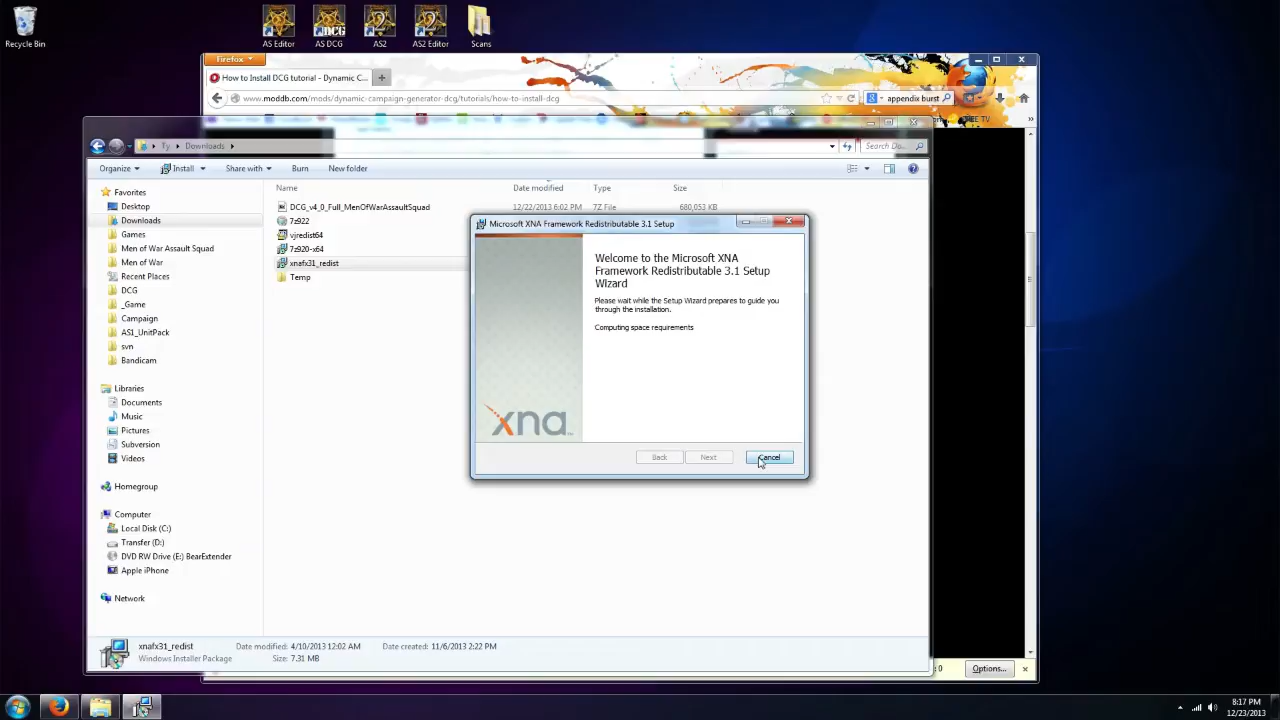 Recycle Bin
AS Editor
AS DCG
AS2
AS2 Editor
Scans
Firefox
How to Install DCG tutorial - Dynamic C...
www.moddb.com/mods/dynamic-campaign-generator-dcg/tutorials/how-to-install-dcg
appendix burst
Ty
Downloads
Search Do...
Organize
Install
Share with
Burn
New folder
Favorites
Desktop
Downloads
Games
Men of War Assault Squad
Men of War
Recent Places
DCG
_Game
Campaign
AS1_UnitPack
svn
Bandicam
Libraries
Documents
Music
Pictures
Subversion
Videos
Homegroup
Computer
Local Disk (C:)
Transfer (D:)
DVD RW Drive (E:) BearExtender
Apple iPhone
Network
Name
Date modified
Type
Size
DCG_v4_0_Full_MenOfWarAssaultSquad
12/22/2013 6:02 PM
7Z File
680,053 KB
7z922
vjredist64
7z920-x64
xnafx31_redist
Temp
Microsoft XNA Framework Redistributable 3.1 Setup
Welcome to the Microsoft XNA
Framework Redistributable 3.1 Setup
Wizard
Please wait while the Setup Wizard prepares to guide you
through the installation.
Computing space requirements
xna
Back
Next
Cancel
xnafx31_redist
Windows Installer Package
Date modified: 4/10/2013 12:02 AM
Size: 7.31 MB
Date created: 11/6/2013 2:22 PM
: 0
Options...
8:17 PM
12/23/2013